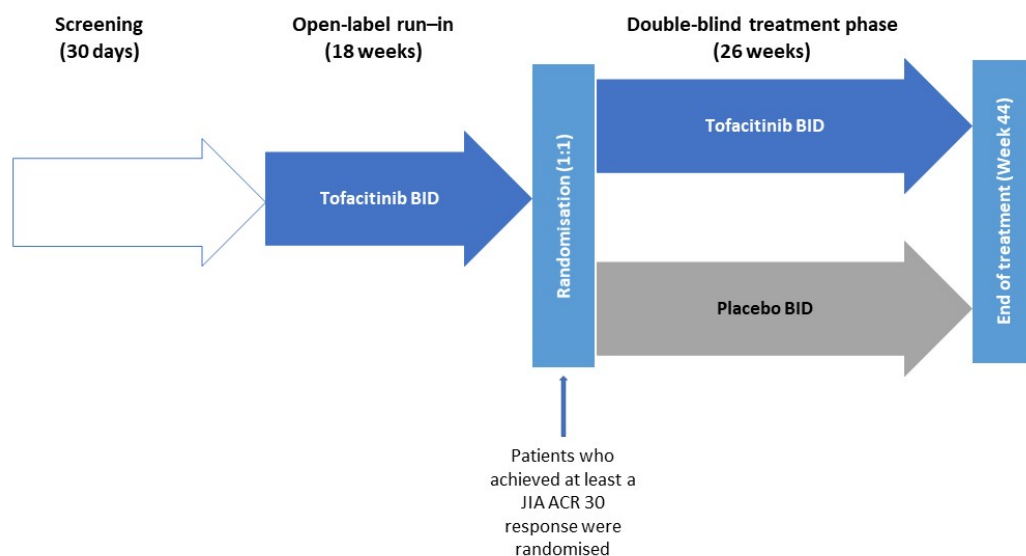 Screening
(30 days)
Open-label run–in
(18 weeks)
Double-blind treatment phase
(26 weeks)
Tofacitinib BID
Randomisation (1:1)
Tofacitinib BID
Placebo BID
End of treatment (Week 44)
Patients who
achieved at least a
JIA ACR 30
response were
randomised